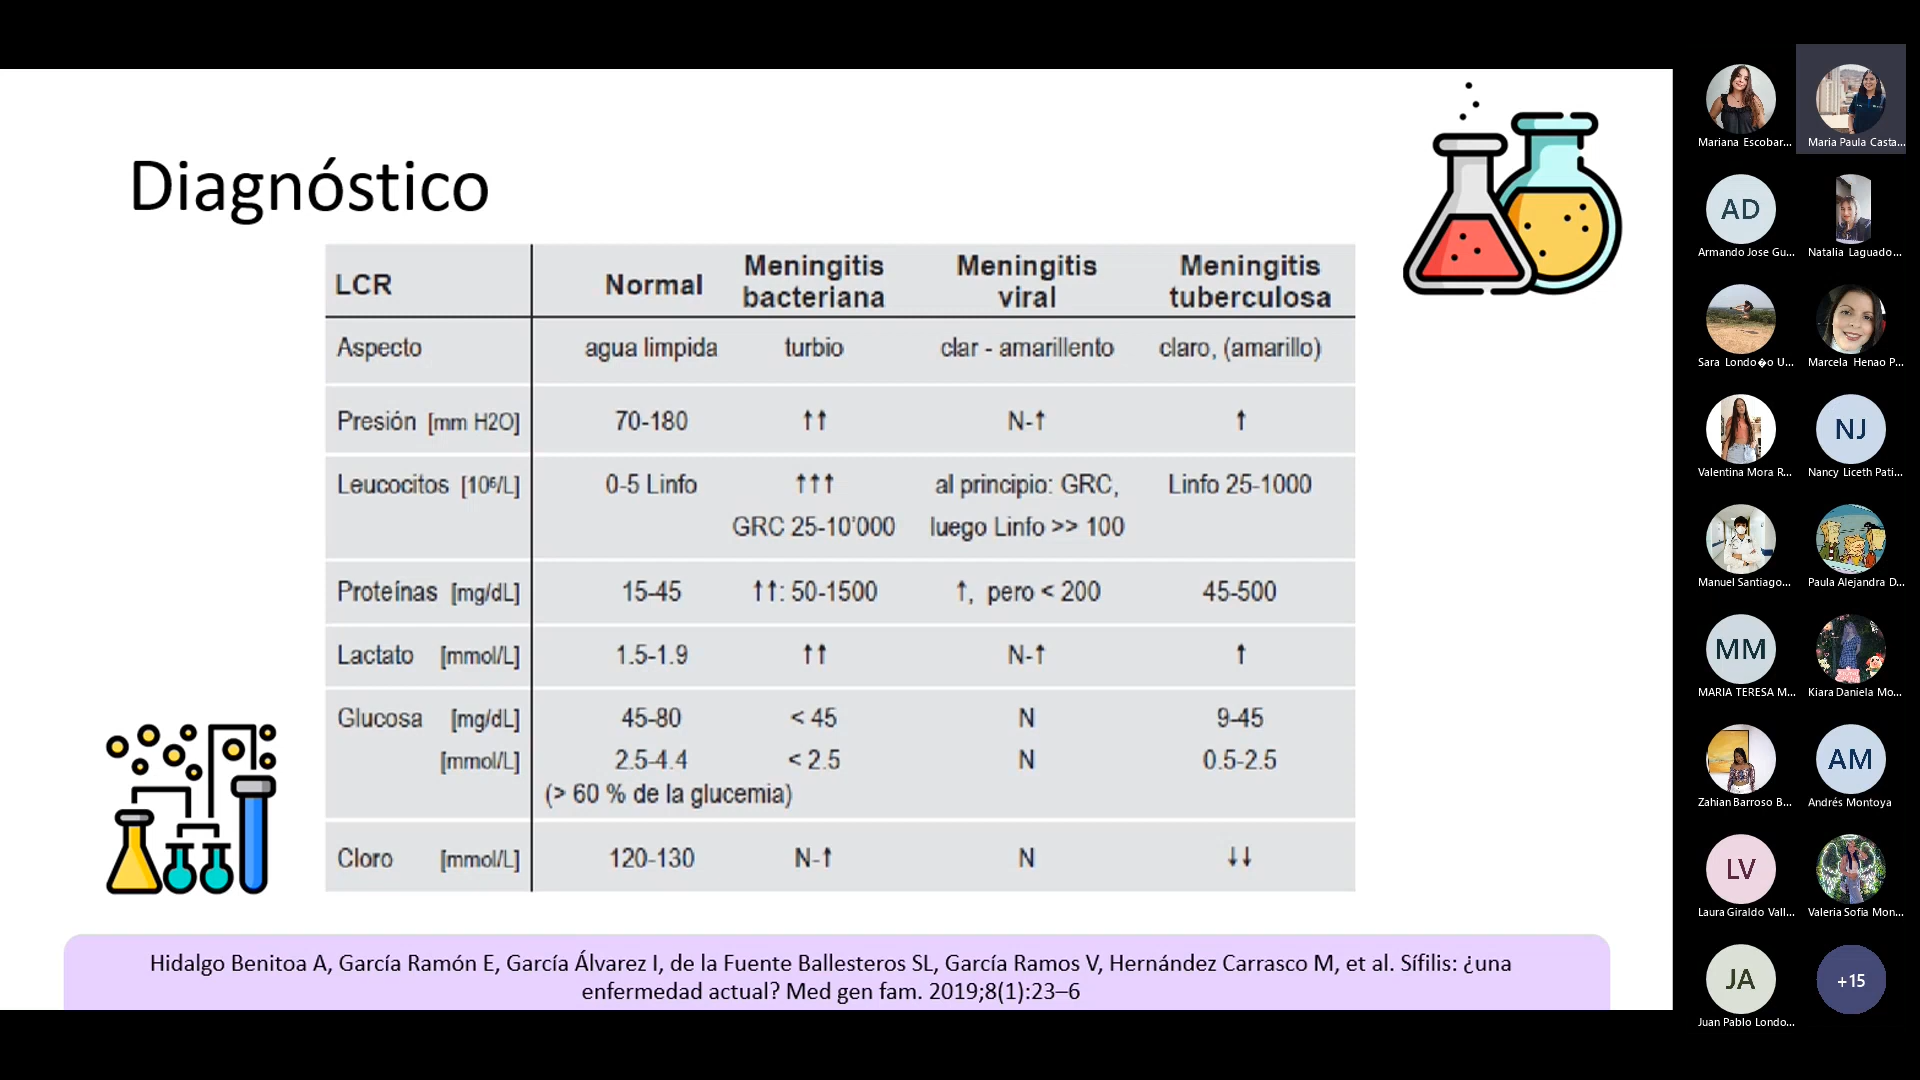 Diagnóstico
LCR Normal Meningitis bacteriana Meningitis viral Meningitis tuberculosa
Aspecto agua limpida turbio clar - amarillento claro, (amarillo)
Presión [mm H2O] 70-180 ↑↑ N-↑ ↑
Leucocitos [10⁶/L] 0-5 Linfo ↑↑↑ al principio: GRC, Linfo 25-1000
GRC 25-10'000 luego Linfo >> 100
Proteínas [mg/dL] 15-45 ↑↑: 50-1500 ↑, pero < 200 45-500
Lactato [mmol/L] 1.5-1.9 ↑↑ N-↑ ↑
Glucosa [mg/dL] 45-80 < 45 N 9-45
[mmol/L] 2.5-4.4 < 2.5 N 0.5-2.5
(> 60 % de la glucemia)
Cloro [mmol/L] 120-130 N-↑ N ↓↓
Hidalgo Benitoa A, García Ramón E, García Álvarez I, de la Fuente Ballesteros SL, García Ramos V, Hernández Carrasco M, et al. Sífilis: ¿una
enfermedad actual? Med gen fam. 2019;8(1):23–6
Mariana Escobar... Maria Paula Casta...
AD
Armando Jose Gu... Natalia Laguado...
Sara Londo�o U... Marcela Henao P...
NJ
Valentina Mora R... Nancy Liceth Pati...
Manuel Santiago... Paula Alejandra D...
MM
MARIA TERESA M... Kiara Daniela Mo...
AM
Zahian Barroso B... Andrés Montoya
LV
Laura Giraldo Vall... Valeria Sofia Mon...
JA +15
Juan Pablo Londo...